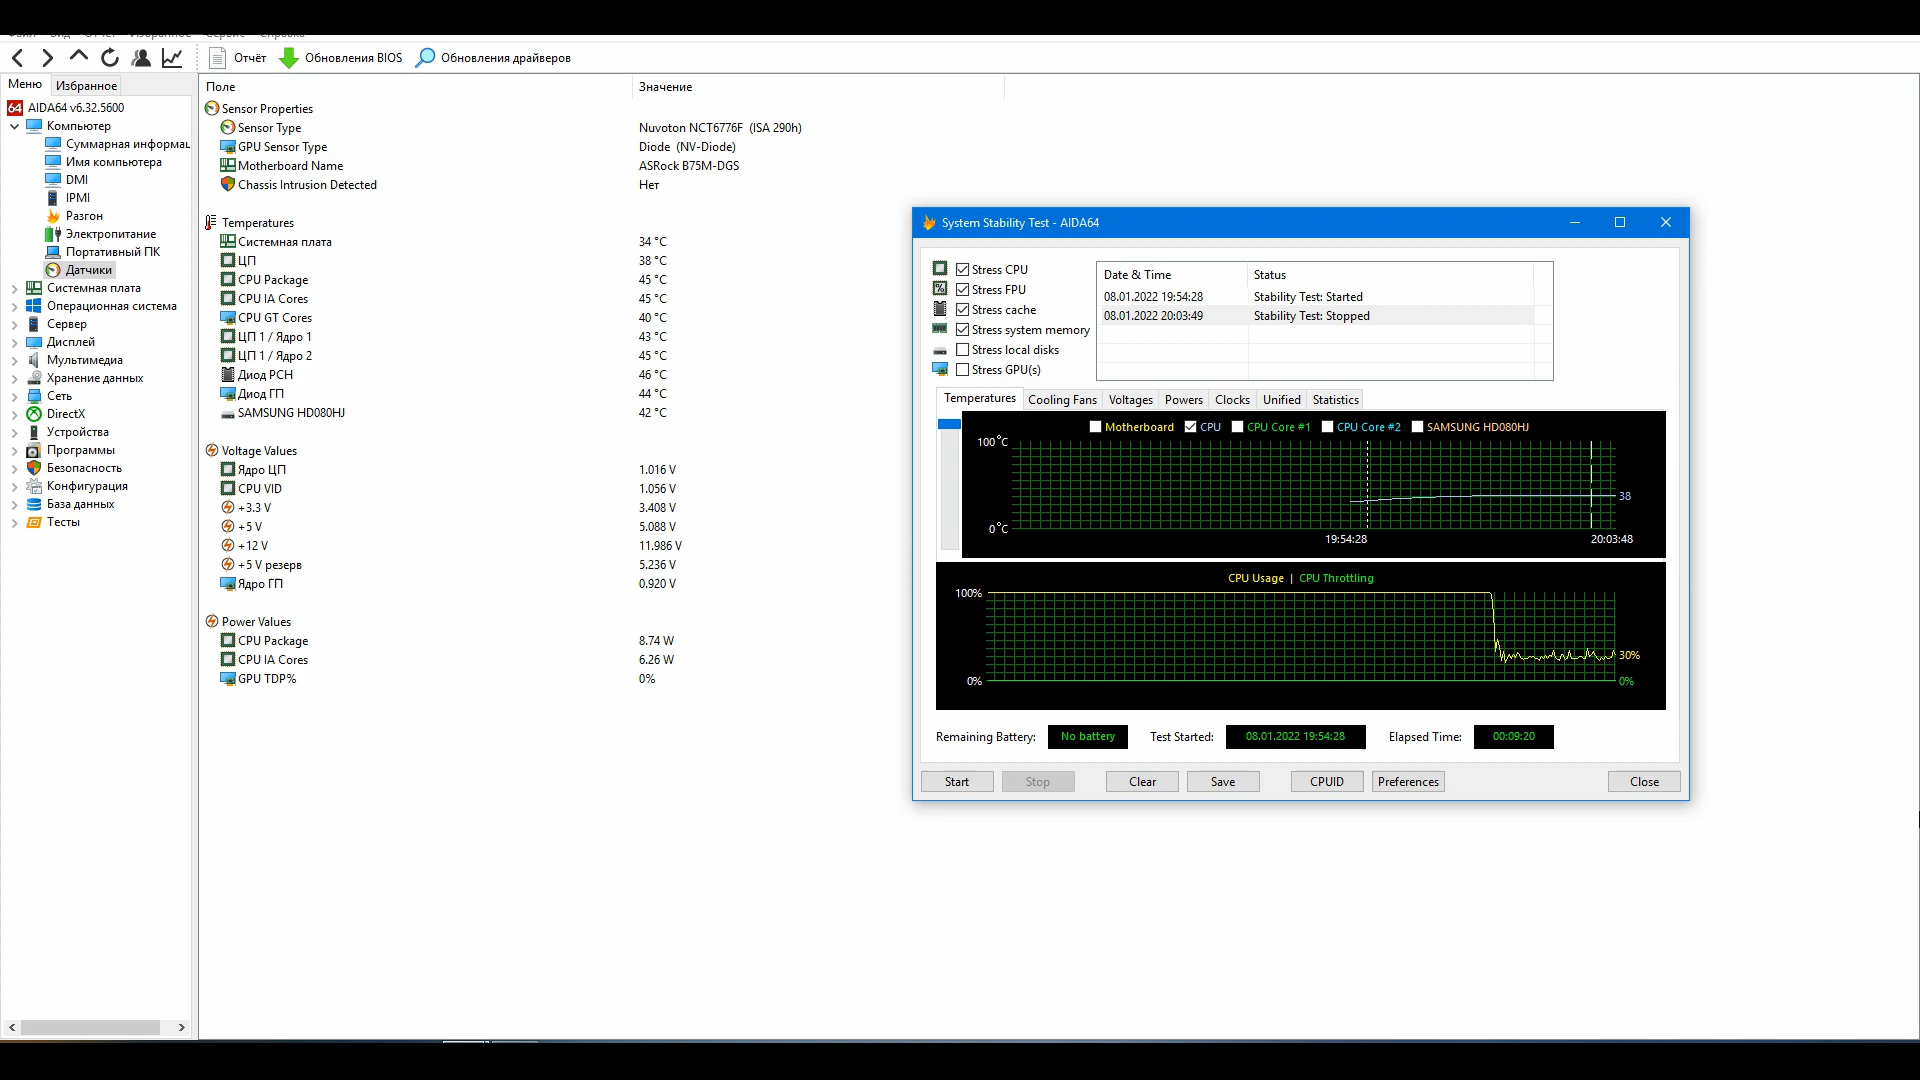 Отчёт
Обновления BIOS
Обновления драйверов
Меню
Избранное
AIDA64 v6.32.5600
Компьютер
Суммарная информац
Имя компьютера
DMI
IPMI
Разгон
Электропитание
Портативный ПК
Датчики
Системная плата
Операционная система
Сервер
Дисплей
Мультимедиа
Хранение данных
Сеть
DirectX
Устройства
Программы
Безопасность
Конфигурация
База данных
Тесты
Поле Значение
Sensor Properties
Sensor Type Nuvoton NCT6776F (ISA 290h)
GPU Sensor Type Diode (NV-Diode)
Motherboard Name ASRock B75M-DGS
Chassis Intrusion Detected Нет
Temperatures
Системная плата 34 °C
ЦП 38 °C
CPU Package 45 °C
CPU IA Cores 45 °C
CPU GT Cores 40 °C
ЦП 1 / Ядро 1 43 °C
ЦП 1 / Ядро 2 45 °C
Диод PCH 46 °C
Диод ГП 44 °C
SAMSUNG HD080HJ 42 °C
Voltage Values
Ядро ЦП 1.016 V
CPU VID 1.056 V
+3.3 V 3.408 V
+5 V 5.088 V
+12 V 11.986 V
+5 V резерв 5.236 V
Ядро ГП 0.920 V
Power Values
CPU Package 8.74 W
CPU IA Cores 6.26 W
GPU TDP% 0%
System Stability Test - AIDA64
Stress CPU
Stress FPU
Stress cache
Stress system memory
Stress local disks
Stress GPU(s)
Date & Time Status
08.01.2022 19:54:28 Stability Test: Started
08.01.2022 20:03:49 Stability Test: Stopped
Temperatures Cooling Fans Voltages Powers Clocks Unified Statistics
Motherboard CPU CPU Core #1 CPU Core #2 SAMSUNG HD080HJ
100°C
38
0°C
19:54:28 20:03:48
CPU Usage | CPU Throttling
100%
30%
0% 0%
Remaining Battery: No battery Test Started: 08.01.2022 19:54:28 Elapsed Time: 00:09:20
Start Stop Clear Save CPUID Preferences Close